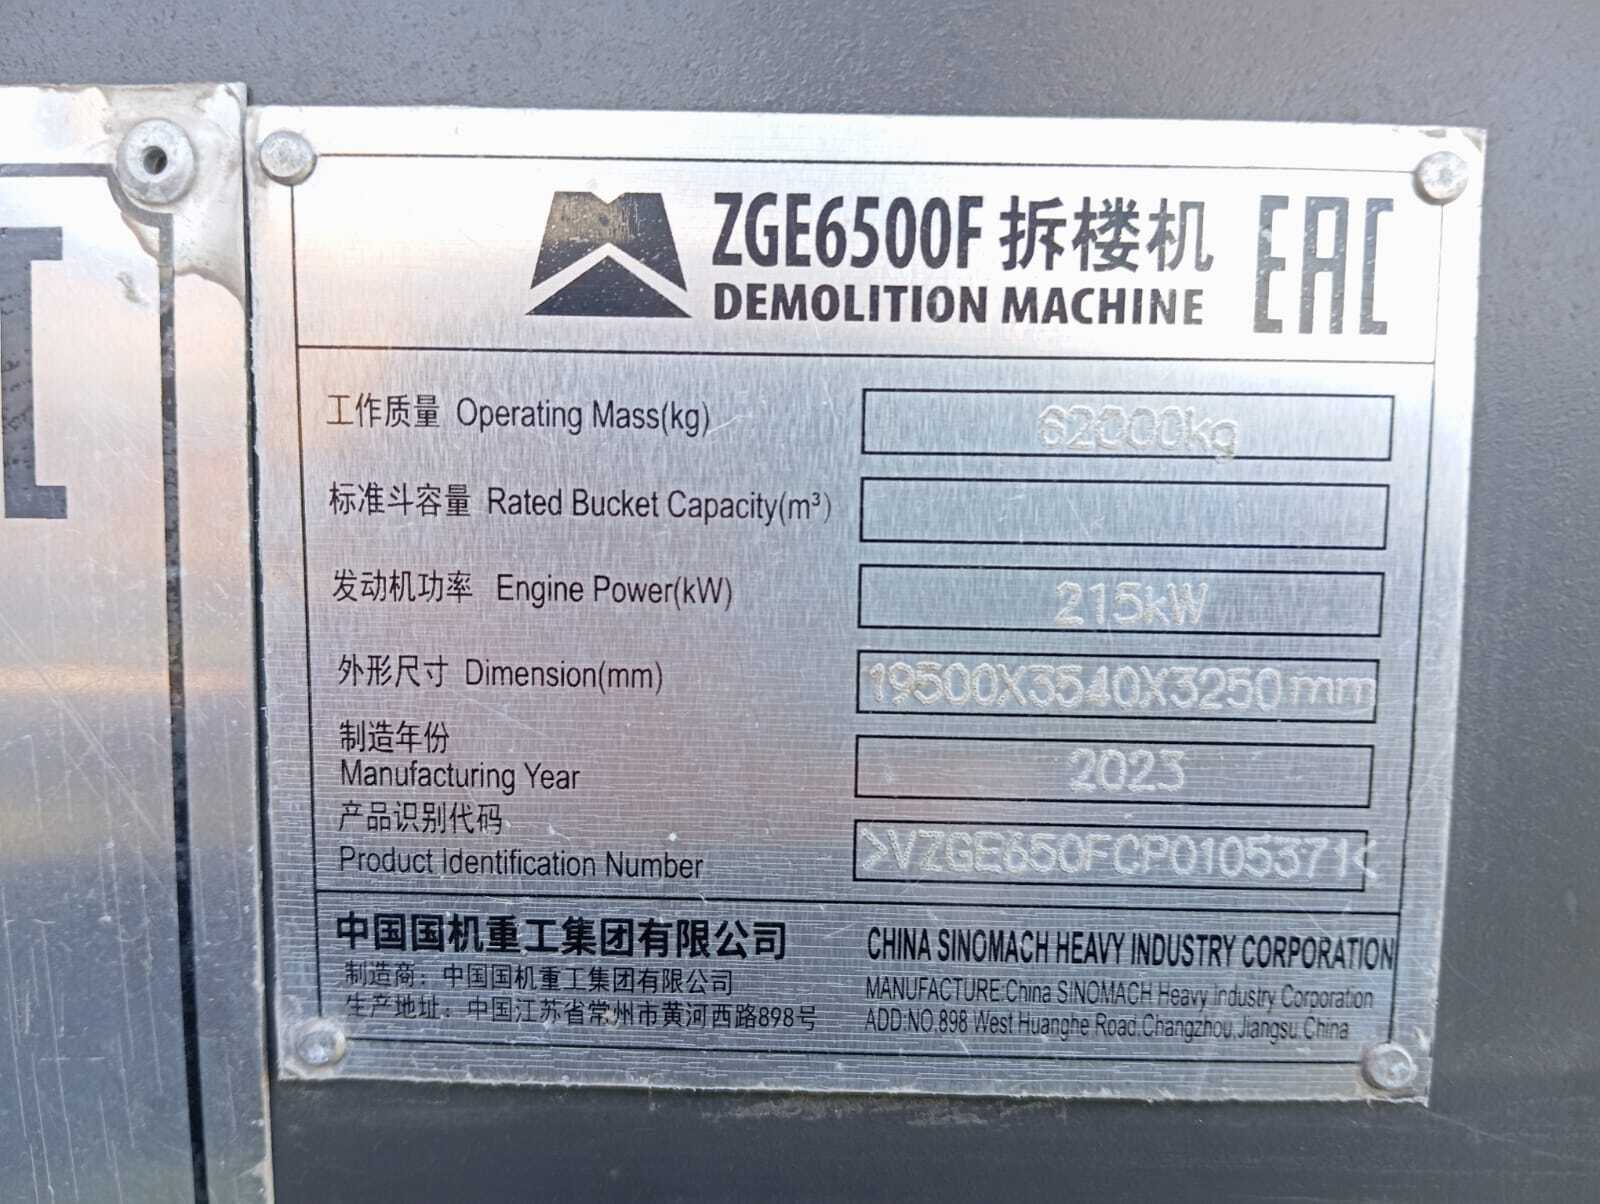 ZGE6500F 拆楼机
DEMOLITION MACHINE
EAC
工作质量 Operating Mass(kg) 62000kg
标准斗容量 Rated Bucket Capacity(m³)
发动机功率 Engine Power(kW) 215kW
外形尺寸 Dimension(mm) 19500X3540X3250mm
制造年份
Manufacturing Year 2023
产品识别代码
Product Identification Number >VZGE650FCP0105371<
中国国机重工集团有限公司
制造商：中国国机重工集团有限公司
生产地址：中国江苏省常州市黄河西路898号
CHINA SINOMACH HEAVY INDUSTRY CORPORATION
MANUFACTURE:China SINOMACH Heavy Industry Corporation
ADD:NO.898 West Huanghe Road.Changzhou.Jiangsu.China